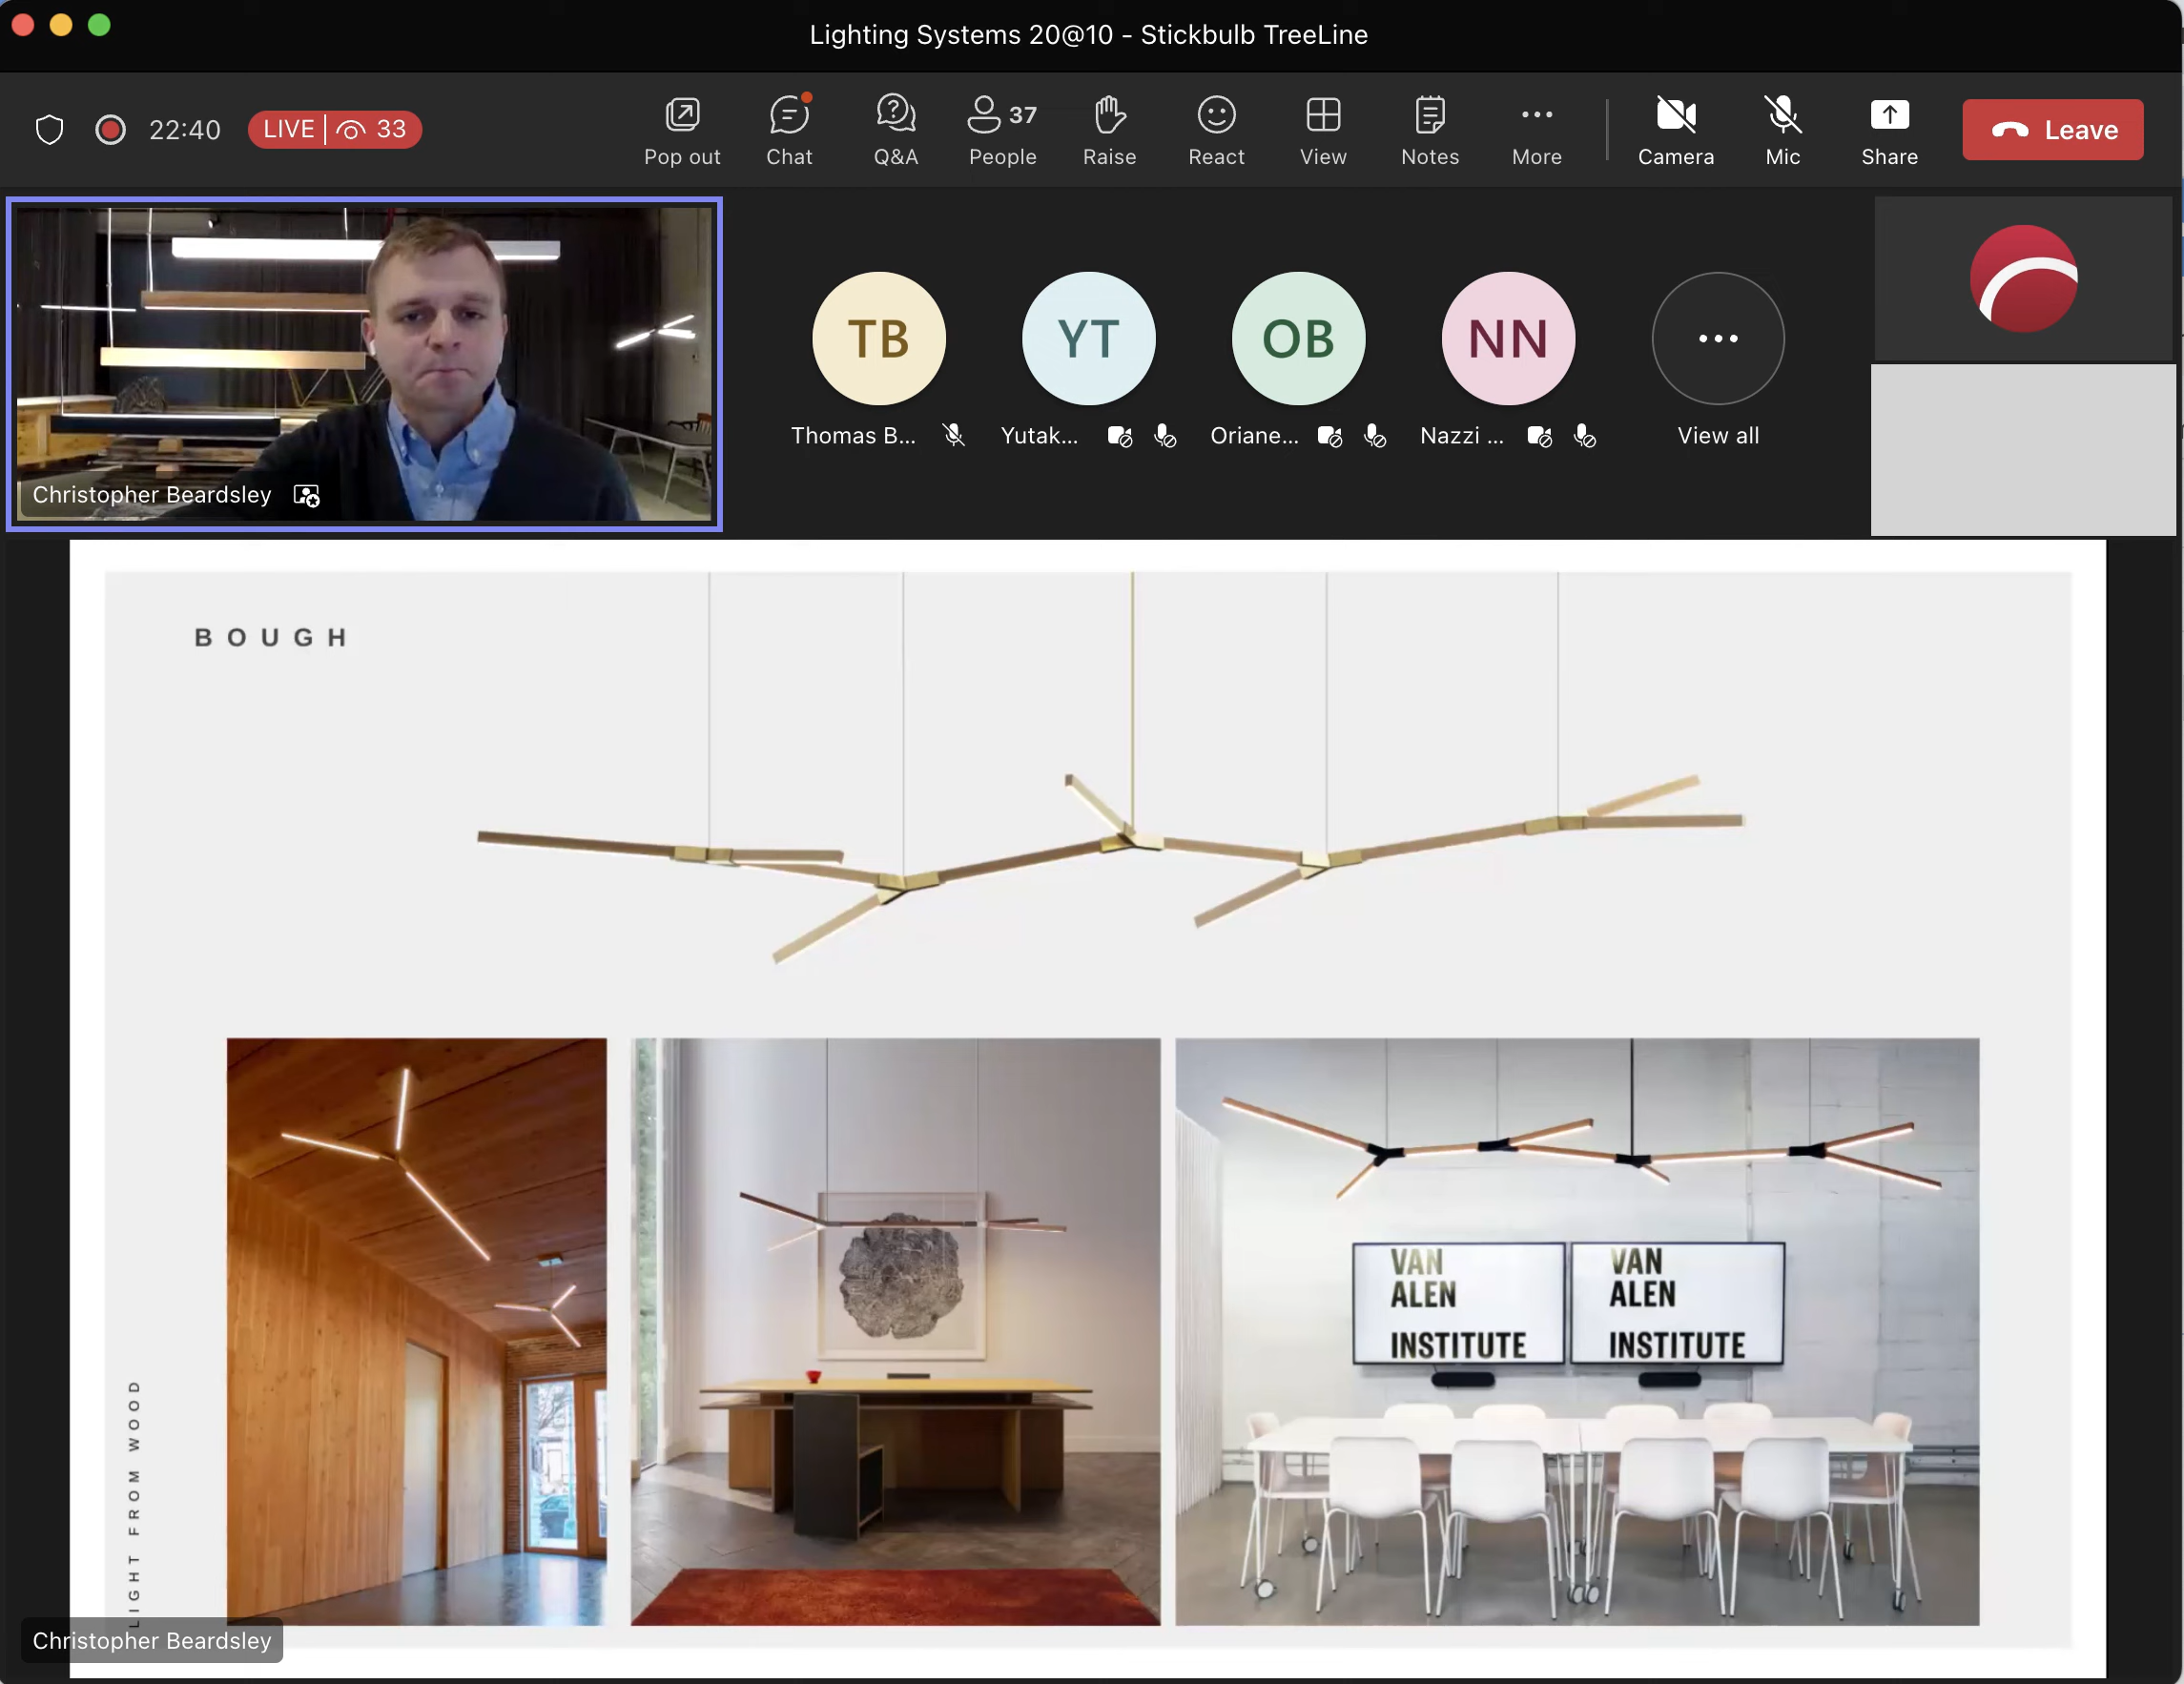 Lighting Systems 20@10 - Stickbulb TreeLine
22:40
LIVE 33
Pop out
Chat
Q&A
37
People
Raise
React
View
Notes
More
Camera
Mic
Share
Leave
TB
YT
OB
NN
Thomas B...
Yutak...
Oriane...
Nazzi ...
View all
Christopher Beardsley
BOUGH
VAN
ALEN
INSTITUTE
VAN
ALEN
INSTITUTE
LIGHT FROM WOOD
Christopher Beardsley